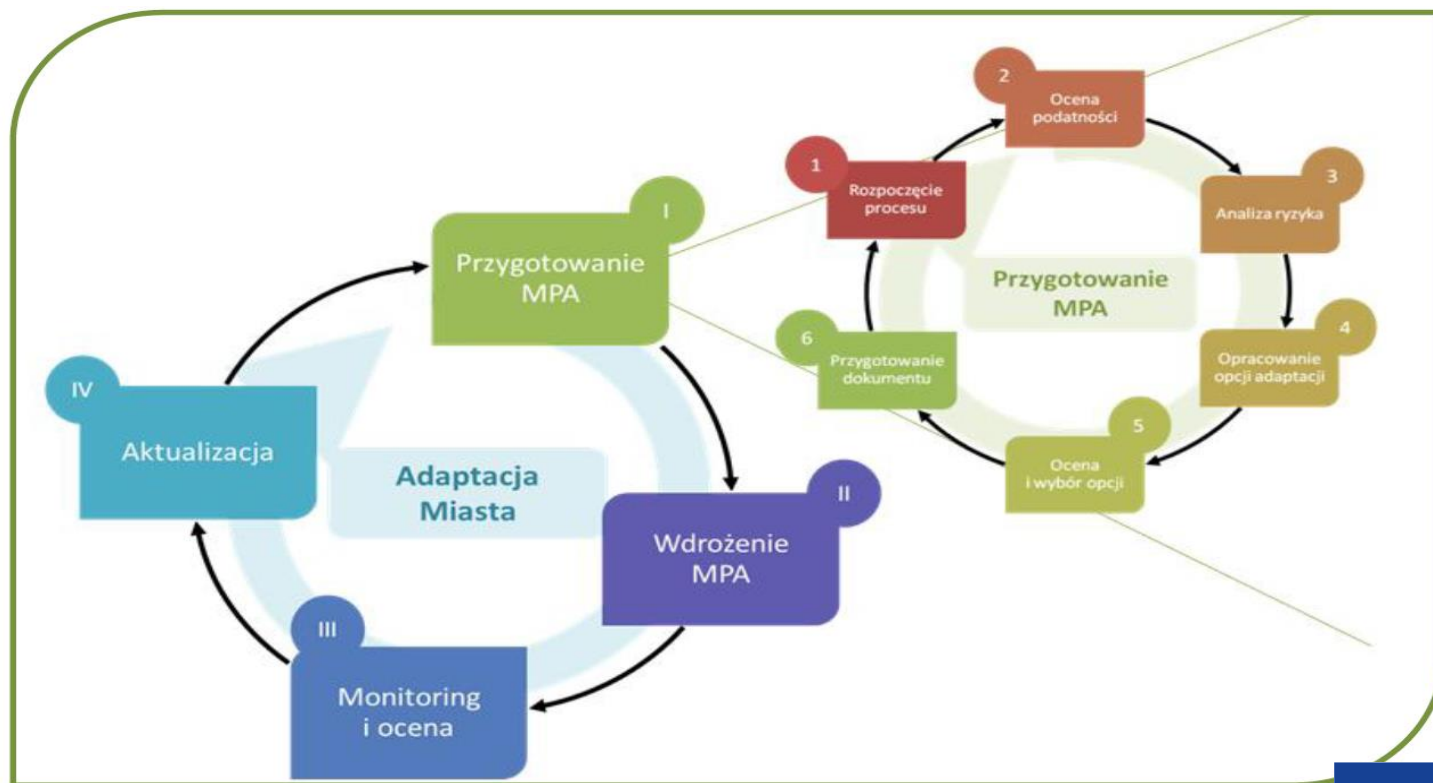 I
Przygotowanie
MPA
II
Wdrożenie
MPA
III
Monitoring
i ocena
IV
Aktualizacja
Adaptacja
Miasta
1
Rozpoczęcie
procesu
2
Ocena
podatności
3
Analiza ryzyka
4
Opracowanie
opcji adaptacji
5
Ocena
i wybór opcji
6
Przygotowanie
dokumentu
Przygotowanie
MPA